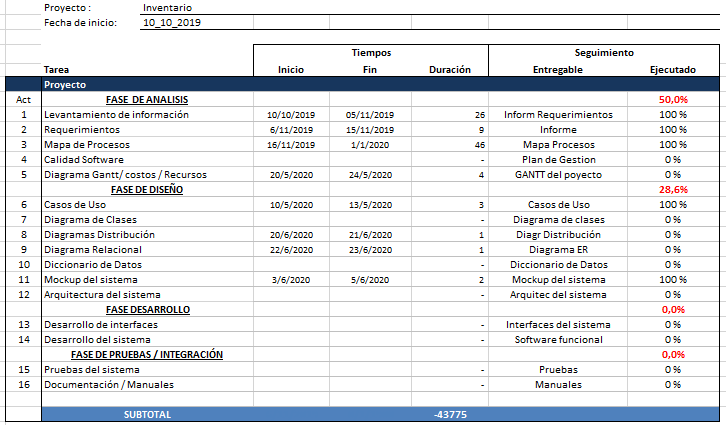 Proyecto : Inventario
Fecha de inicio: 10_10_2019
Tiempos Seguimiento
Tarea Inicio Fin Duración Entregable Ejecutado
Proyecto
Act FASE DE ANALISIS 50,0%
1 Levantamiento de información 10/10/2019 05/11/2019 26 Inform Requerimientos 100 %
2 Requerimientos 6/11/2019 15/11/2019 9 Informe 100 %
3 Mapa de Procesos 16/11/2019 1/1/2020 46 Mapa Procesos 100 %
4 Calidad Software - Plan de Gestion 0 %
5 Diagrama Gantt/ costos / Recursos 20/5/2020 24/5/2020 4 GANTT del poyecto 0 %
FASE DE DISEÑO 28,6%
6 Casos de Uso 10/5/2020 13/5/2020 3 Casos de Uso 100 %
7 Diagrama de Clases - Diagrama de clases 0 %
8 Diagramas Distribución 20/6/2020 21/6/2020 1 Diagr Distribución 0 %
9 Diagrama Relacional 22/6/2020 23/6/2020 1 Diagrama ER 0 %
10 Diccionario de Datos - Diccionario de Datos 0 %
11 Mockup del sistema 3/6/2020 5/6/2020 2 Mockup del sistema 100 %
12 Arquitectura del sistema - Arquitec del sistema 0 %
FASE DESARROLLO 0,0%
13 Desarrollo de interfaces - Interfaces del sistema 0 %
14 Desarrollo del sistema - Software funcional 0 %
FASE DE PRUEBAS / INTEGRACIÓN 0,0%
15 Pruebas del sistema - Pruebas 0 %
16 Documentación / Manuales - Manuales 0 %
SUBTOTAL -43775